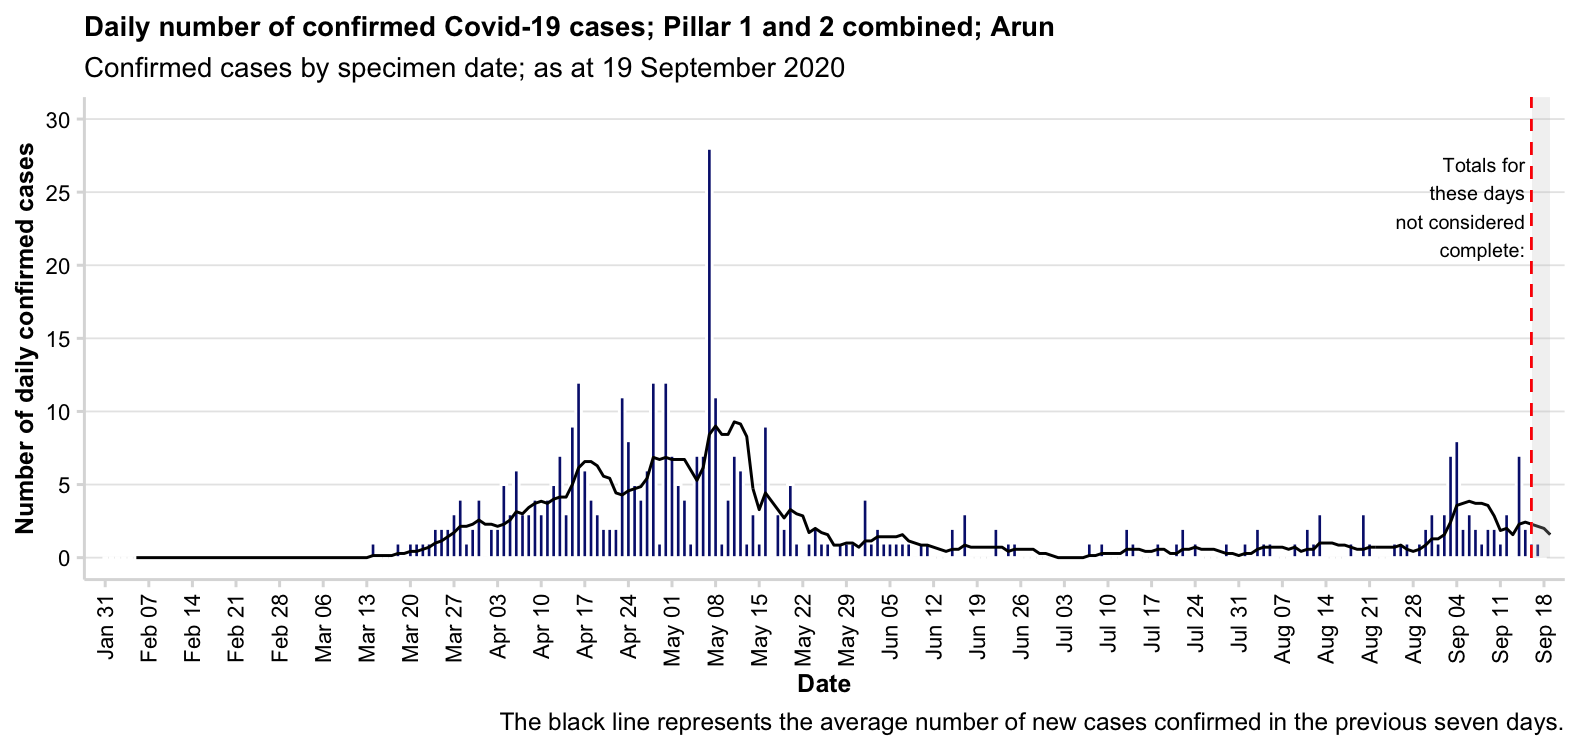 Daily number of confirmed Covid-19 cases; Pillar 1 and 2 combined; Arun
Confirmed cases by specimen date; as at 19 September 2020
Number of daily confirmed cases
30
25
20
15
10
5
0
Totals for
these days
not considered
complete:
Jan 31
Feb 07
Feb 14
Feb 21
Feb 28
Mar 06
Mar 13
Mar 20
Mar 27
Apr 03
Apr 10
Apr 17
Apr 24
May 01
May 08
May 15
May 22
May 29
Jun 05
Jun 12
Jun 19
Jun 26
Jul 03
Jul 10
Jul 17
Jul 24
Jul 31
Aug 07
Aug 14
Aug 21
Aug 28
Sep 04
Sep 11
Sep 18
Date
The black line represents the average number of new cases confirmed in the previous seven days.